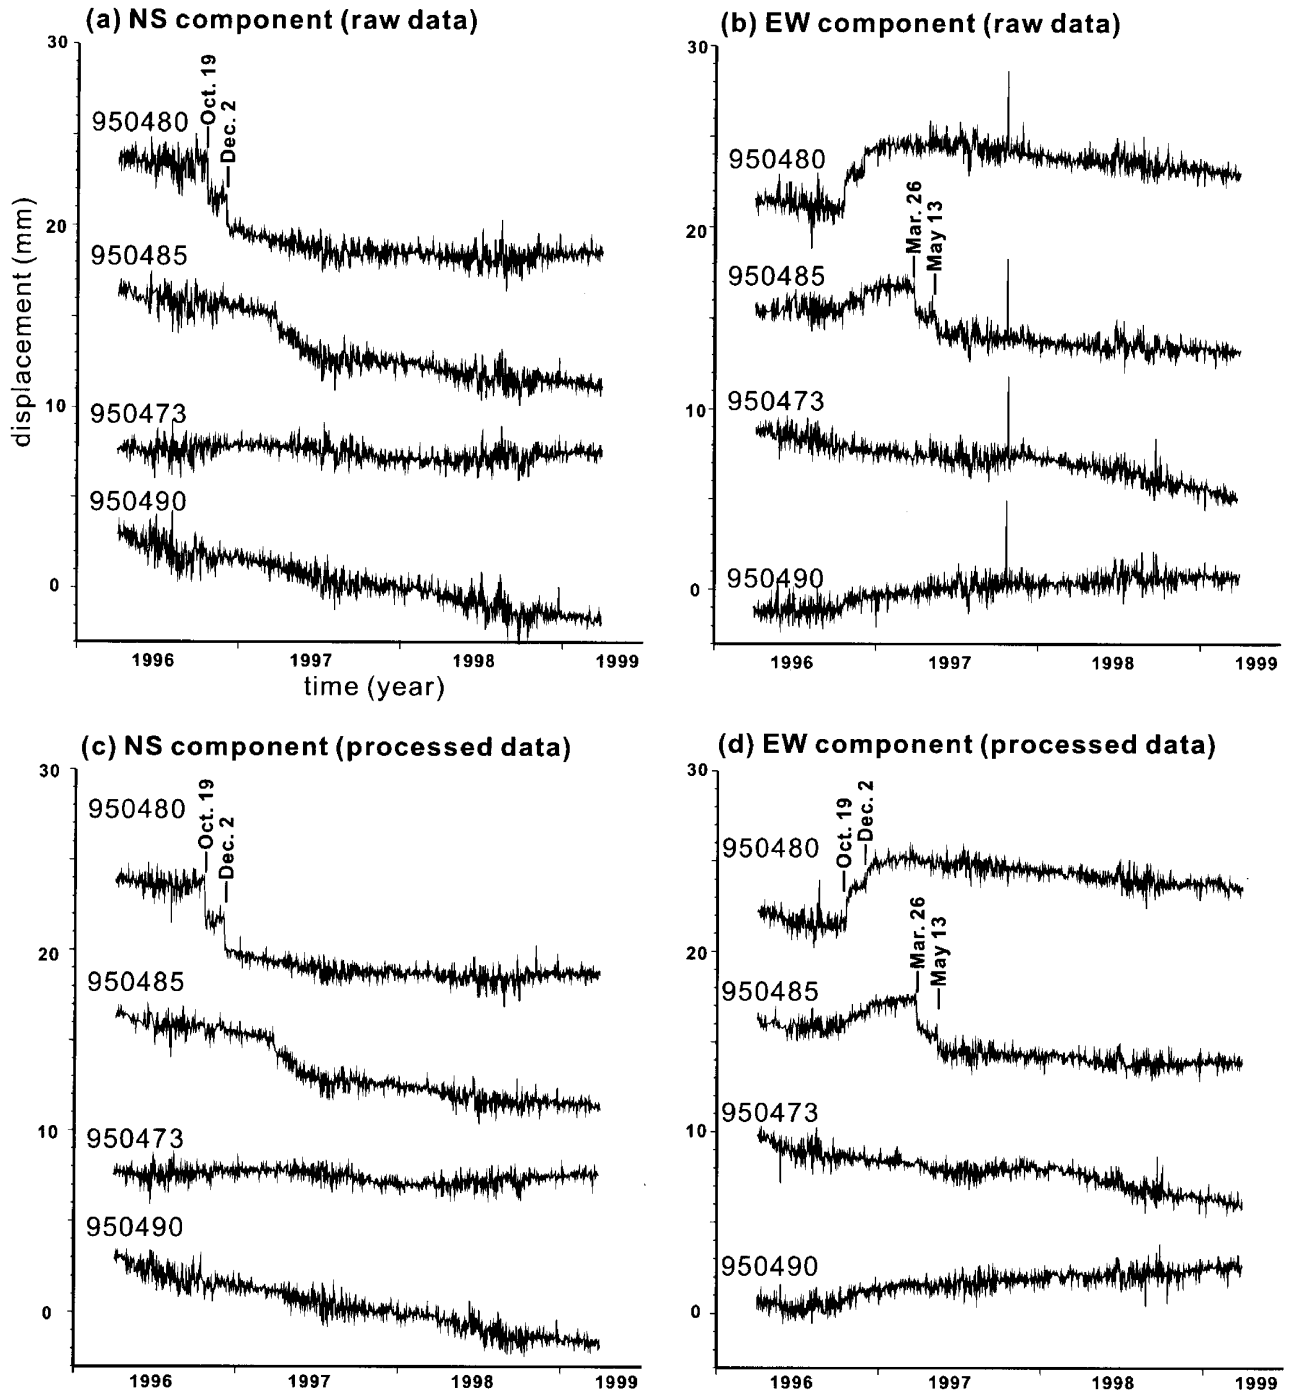 (a) NS component (raw data)
30
Oct. 19
Dec. 2
950480
20
950485
displacement (mm)
10
950473
950490
0
1996 1997 1998 1999
time (year)
(b) EW component (raw data)
30
950480
20
Mar. 26
May 13
950485
950473
10
950490
0
1996 1997 1998 1999
(c) NS component (processed data)
30
Oct. 19
Dec. 2
950480
20
950485
10
950473
950490
0
1996 1997 1998 1999
(d) EW component (processed data)
30
Oct. 19
Dec. 2
950480
20
Mar. 26
May 13
950485
950473
10
950490
0
1996 1997 1998 1999